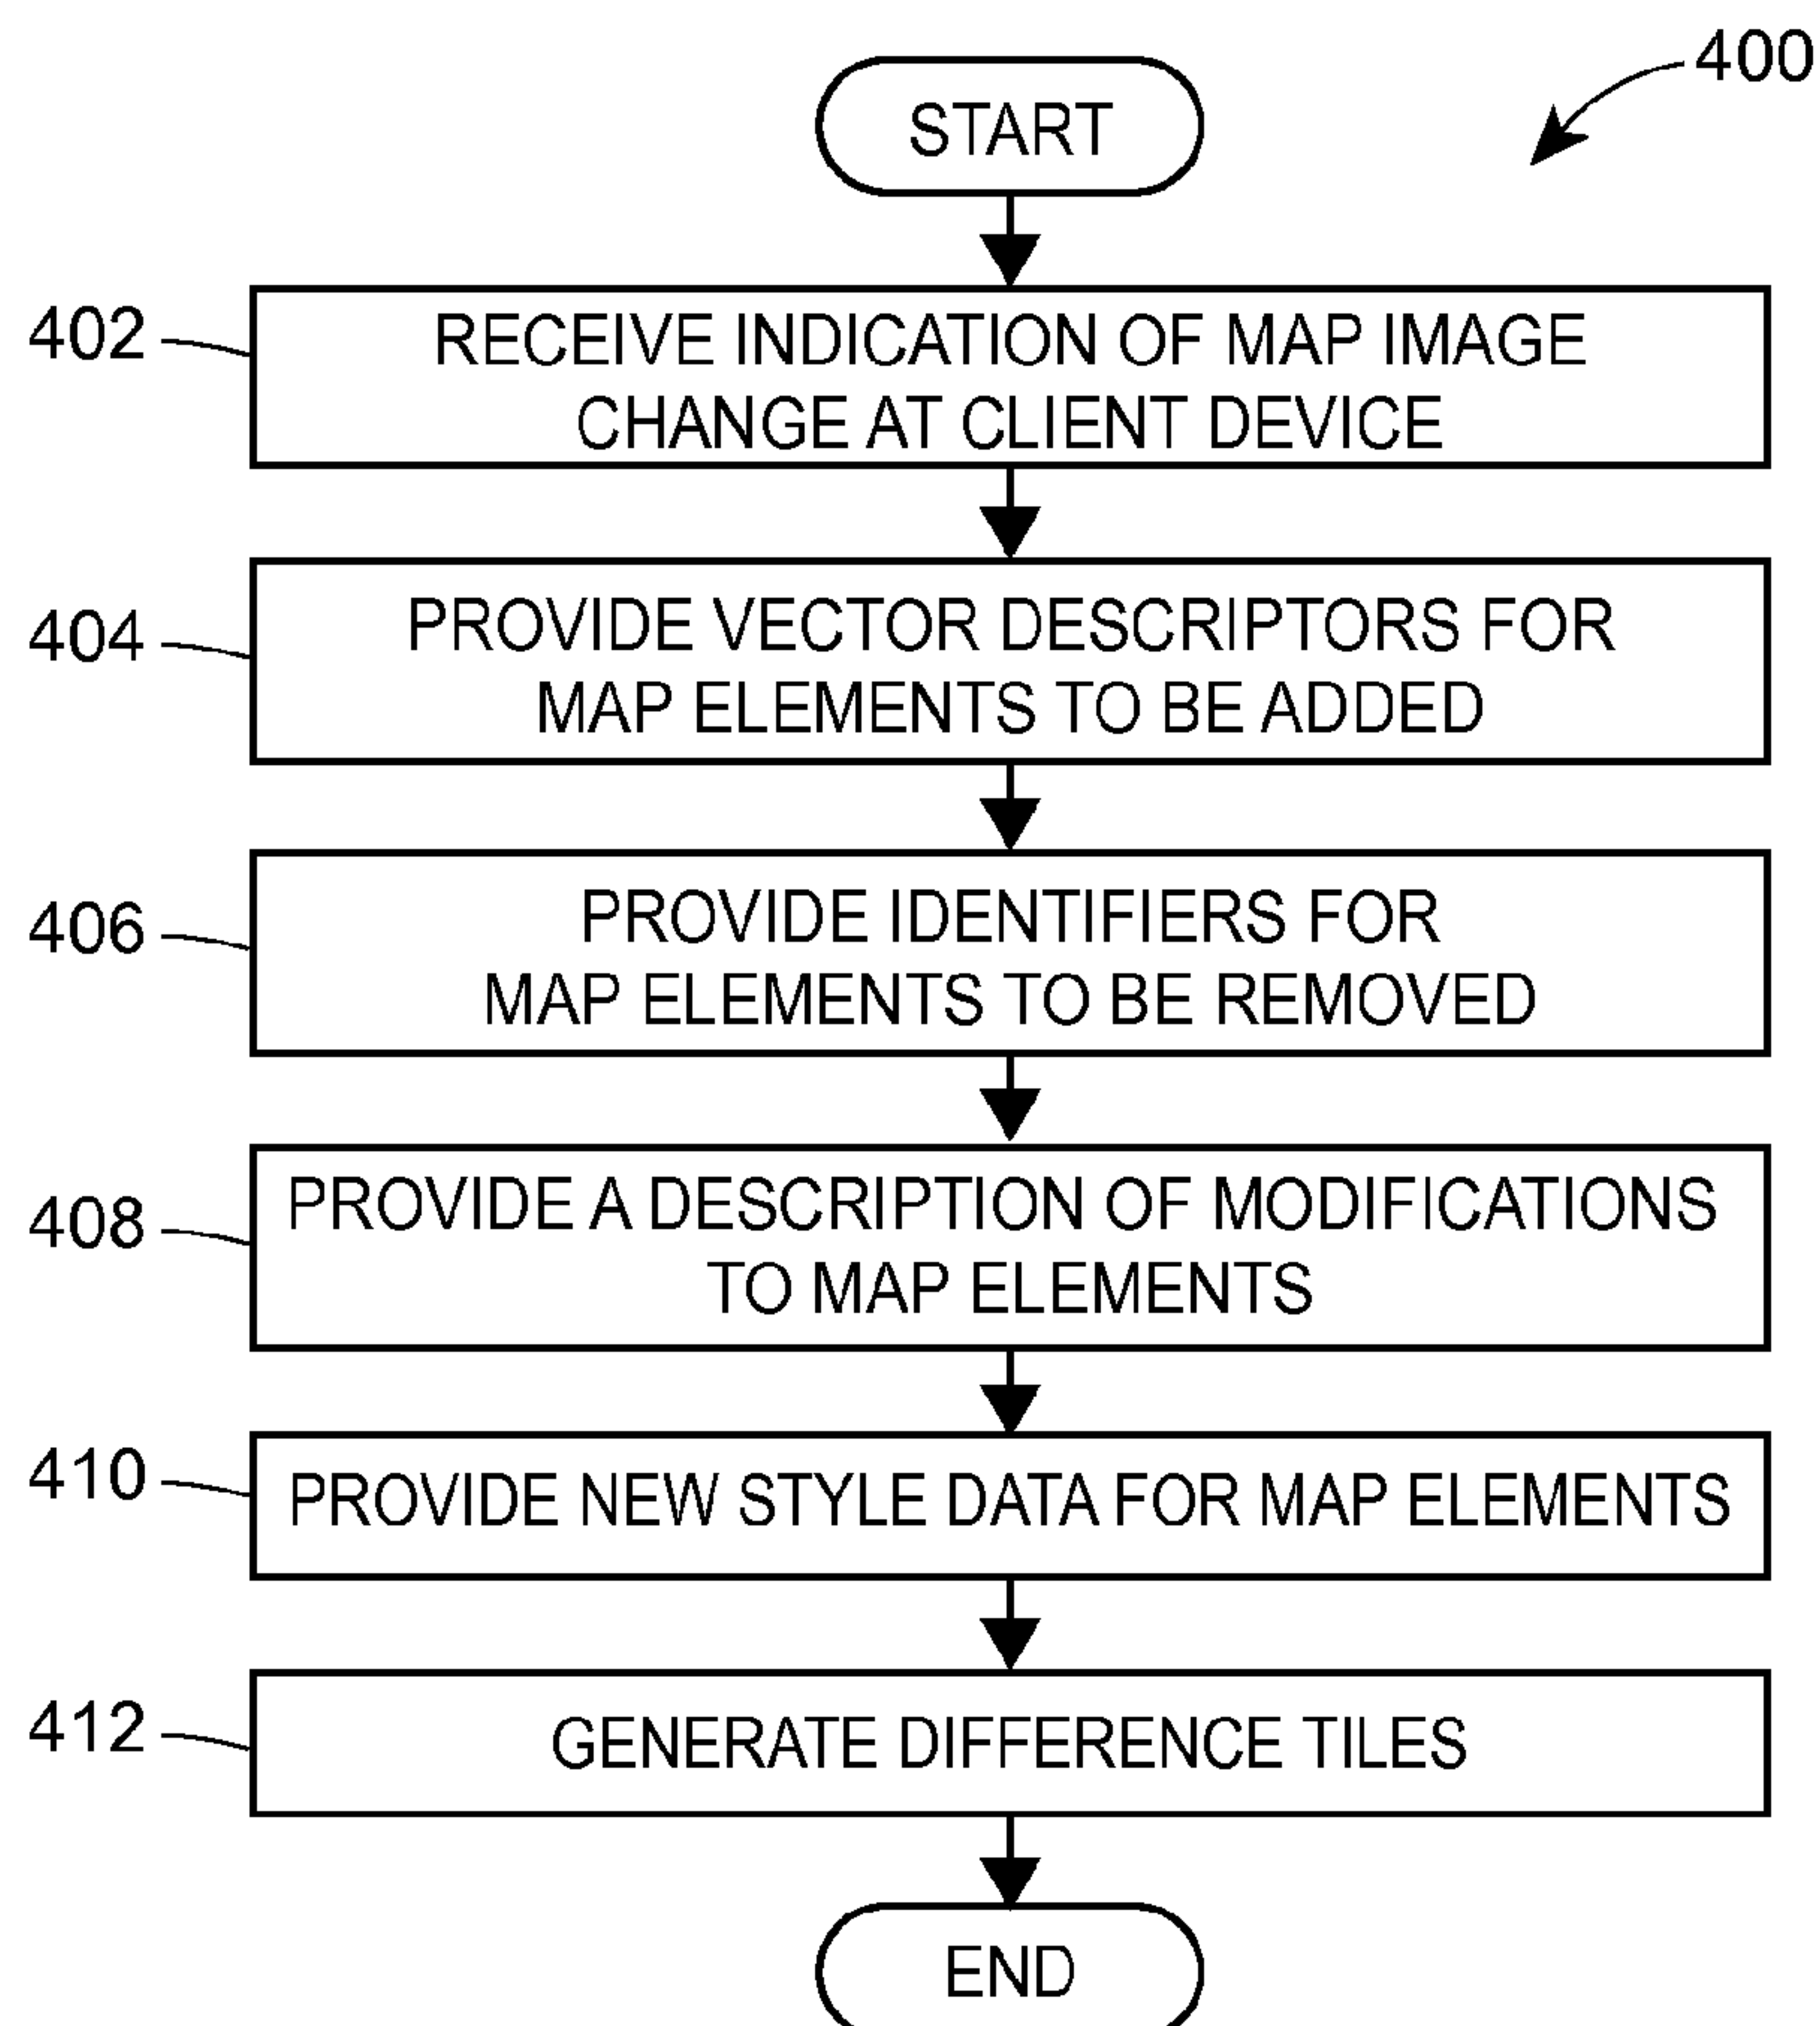 400
START
402
RECEIVE INDICATION OF MAP IMAGE
CHANGE AT CLIENT DEVICE
404
PROVIDE VECTOR DESCRIPTORS FOR
MAP ELEMENTS TO BE ADDED
406
PROVIDE IDENTIFIERS FOR
MAP ELEMENTS TO BE REMOVED
408
PROVIDE A DESCRIPTION OF MODIFICATIONS
TO MAP ELEMENTS
410
PROVIDE NEW STYLE DATA FOR MAP ELEMENTS
412
GENERATE DIFFERENCE TILES
END